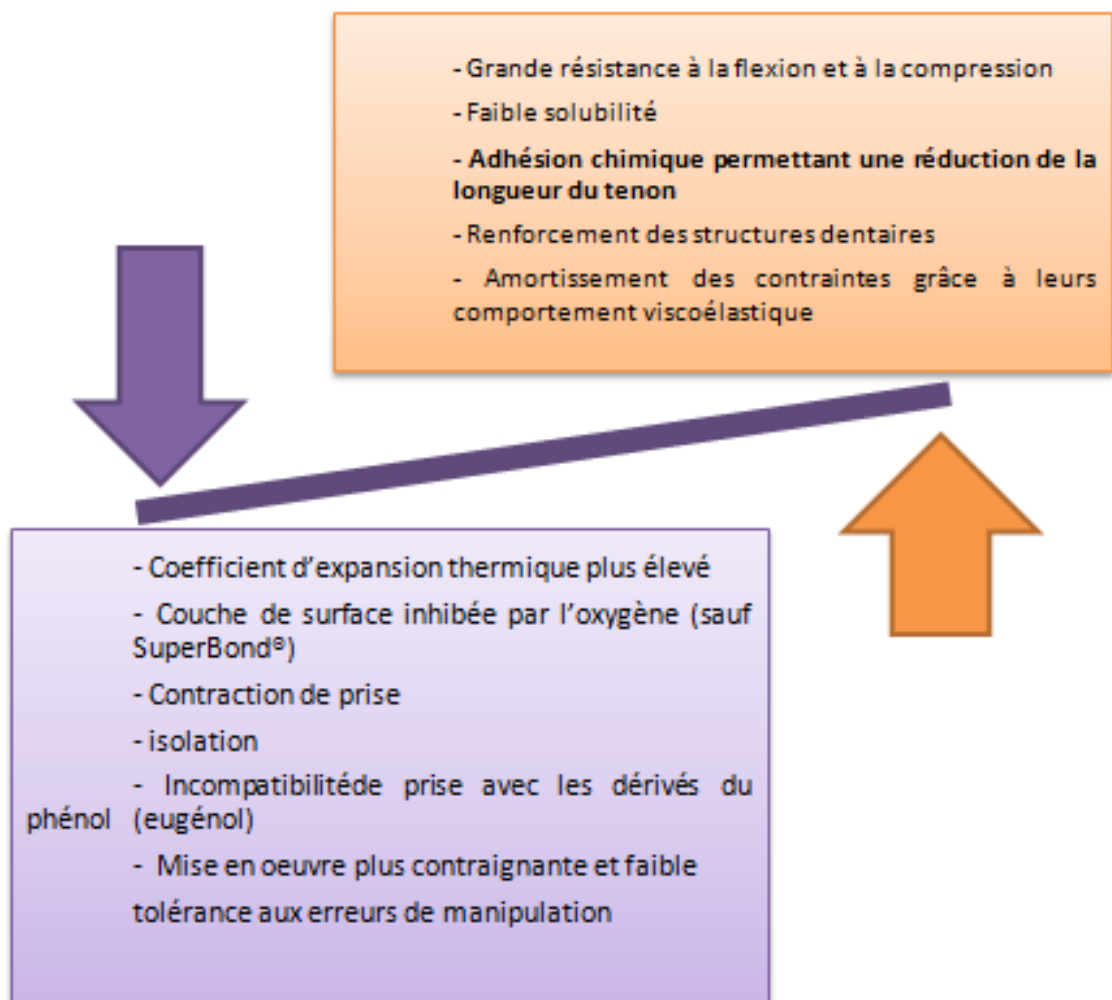 - Grande résistance à la flexion et à la compression
- Faible solubilité
- Adhésion chimique permettant une réduction de la
longueur du tenon
- Renforcement des structures dentaires
- Amortissement des contraintes grâce à leurs
comportement viscoélastique
- Coefficient d’expansion thermique plus élevé
- Couche de surface inhibée par l’oxygène (sauf
SuperBond®)
- Contraction de prise
- isolation
- Incompatibilitéde prise avec les dérivés du
phénol (eugénol)
- Mise en oeuvre plus contraignante et faible
tolérance aux erreurs de manipulation